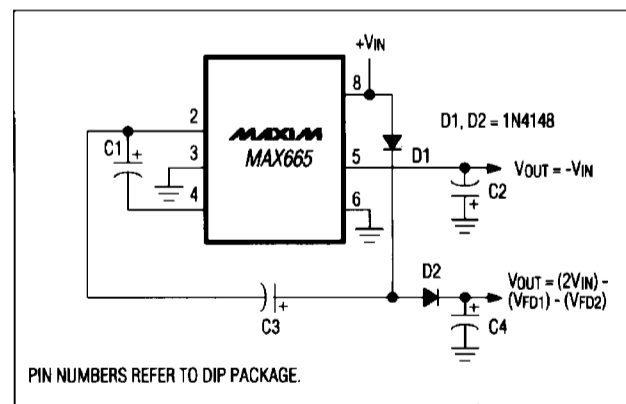 +VIN
8
D1, D2 = 1N4148
2
C1
+
MAXIM
MAX665
D1
3
5
VOUT = -VIN
C2
+
4
6
D2
VOUT = (2VIN) -
(VFD1) - (VFD2)
+
C3
+
C4
PIN NUMBERS REFER TO DIP PACKAGE.